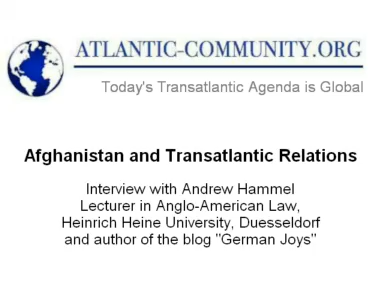 ATLANTIC-COMMUNITY.ORG
Today's Transatlantic Agenda is Global
Afghanistan and Transatlantic Relations
Interview with Andrew Hammel
Lecturer in Anglo-American Law,
Heinrich Heine University, Duesseldorf
and author of the blog "German Joys"